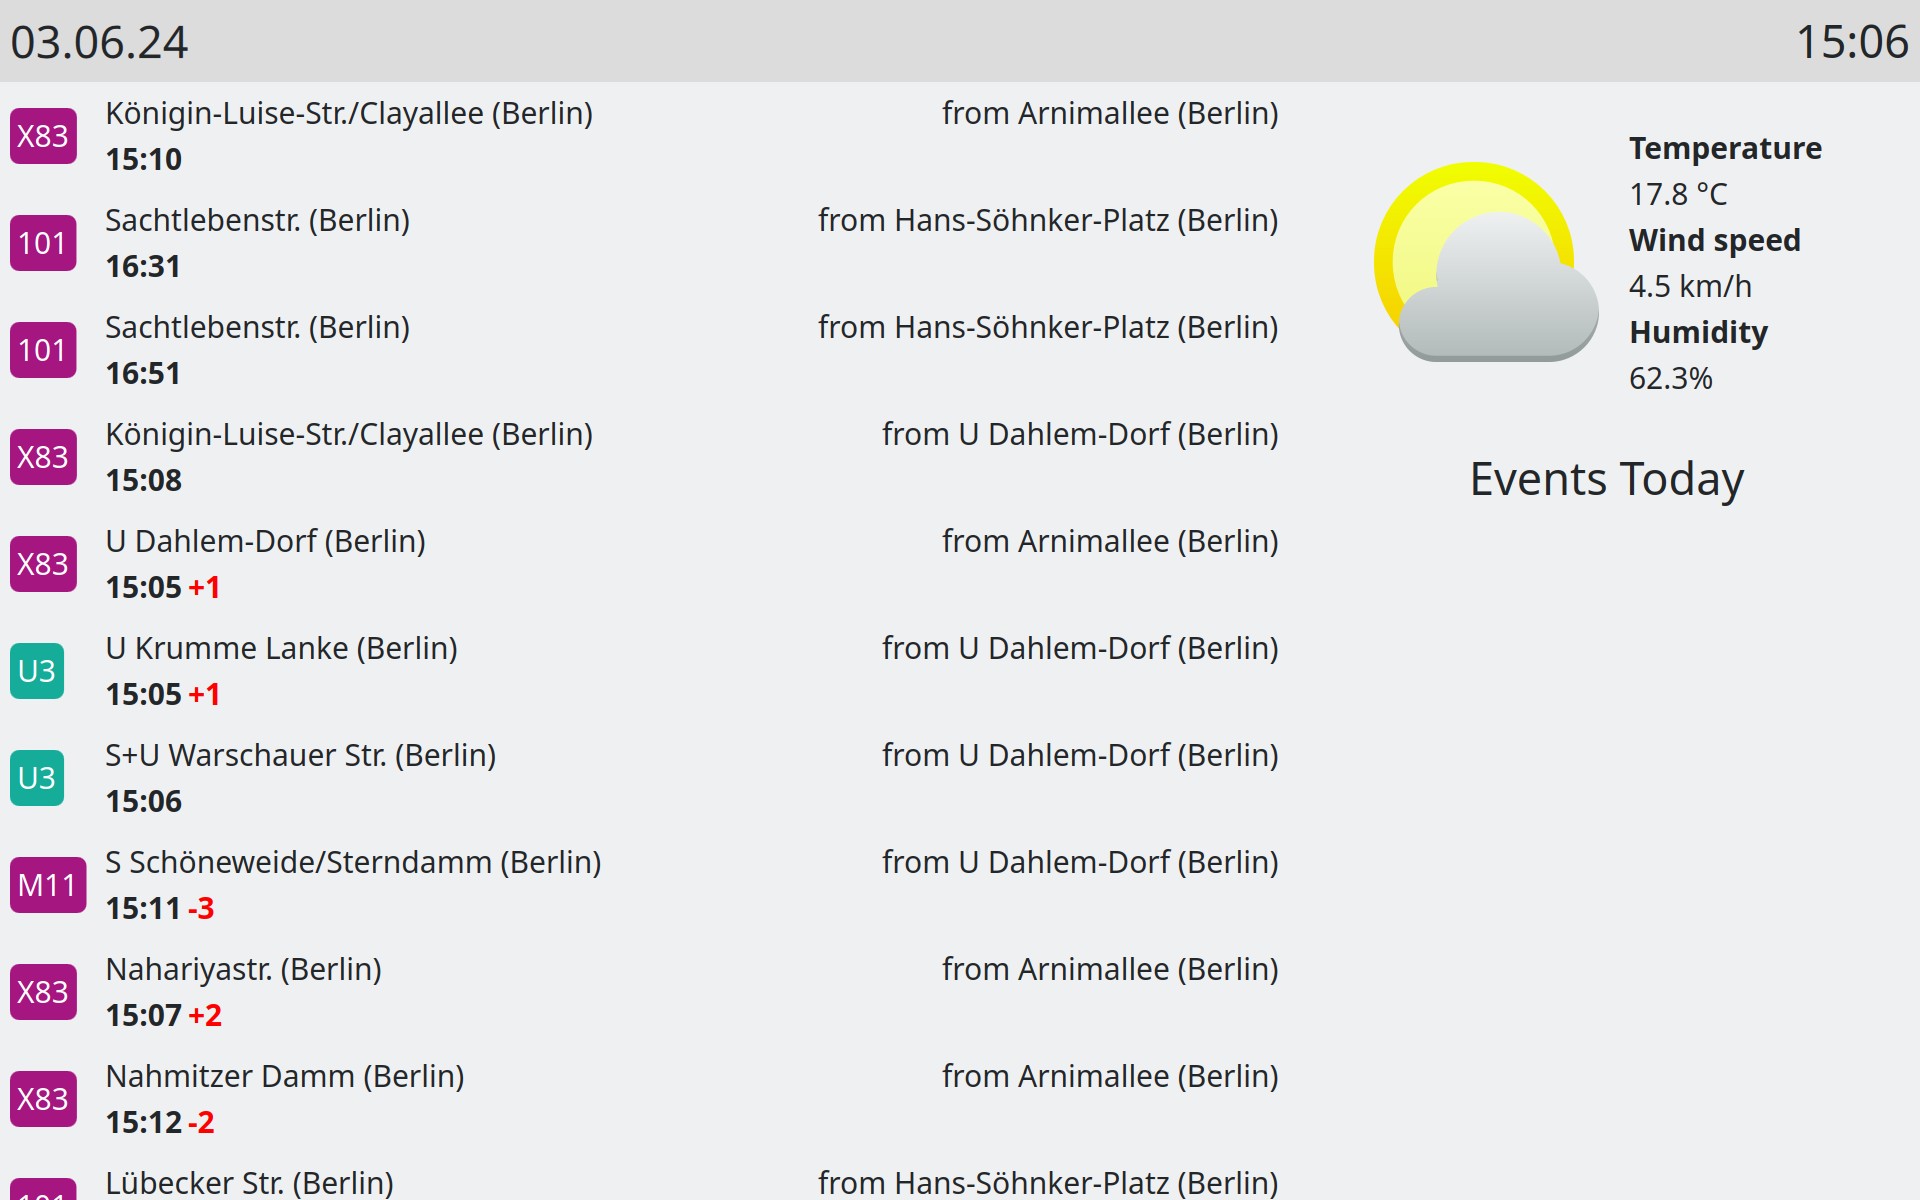 03.06.24
15:06
X83
Königin-Luise-Str./Clayallee (Berlin)
from Arnimallee (Berlin)
15:10
101
Sachtlebenstr. (Berlin)
from Hans-Söhnker-Platz (Berlin)
16:31
101
Sachtlebenstr. (Berlin)
from Hans-Söhnker-Platz (Berlin)
16:51
X83
Königin-Luise-Str./Clayallee (Berlin)
from U Dahlem-Dorf (Berlin)
15:08
X83
U Dahlem-Dorf (Berlin)
from Arnimallee (Berlin)
15:05 +1
U3
U Krumme Lanke (Berlin)
from U Dahlem-Dorf (Berlin)
15:05 +1
U3
S+U Warschauer Str. (Berlin)
from U Dahlem-Dorf (Berlin)
15:06
M11
S Schöneweide/Sterndamm (Berlin)
from U Dahlem-Dorf (Berlin)
15:11 -3
X83
Nahariyastr. (Berlin)
from Arnimallee (Berlin)
15:07 +2
X83
Nahmitzer Damm (Berlin)
from Arnimallee (Berlin)
15:12 -2
101
Lübecker Str. (Berlin)
from Hans-Söhnker-Platz (Berlin)
Temperature
17.8 °C
Wind speed
4.5 km/h
Humidity
62.3%
Events Today